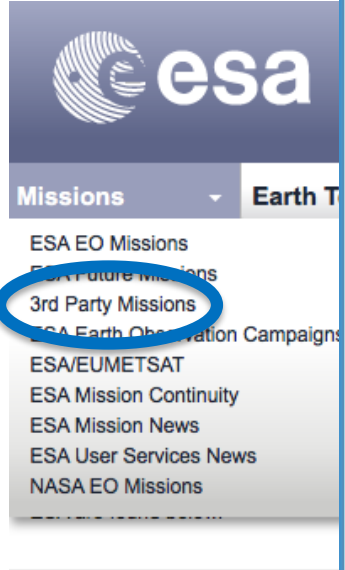 esa
Missions Earth T
ESA EO Missions
ESA Future Missions
3rd Party Missions
ESA Earth Observation Campaigns
ESA/EUMETSAT
ESA Mission Continuity
ESA Mission News
ESA User Services News
NASA EO Missions